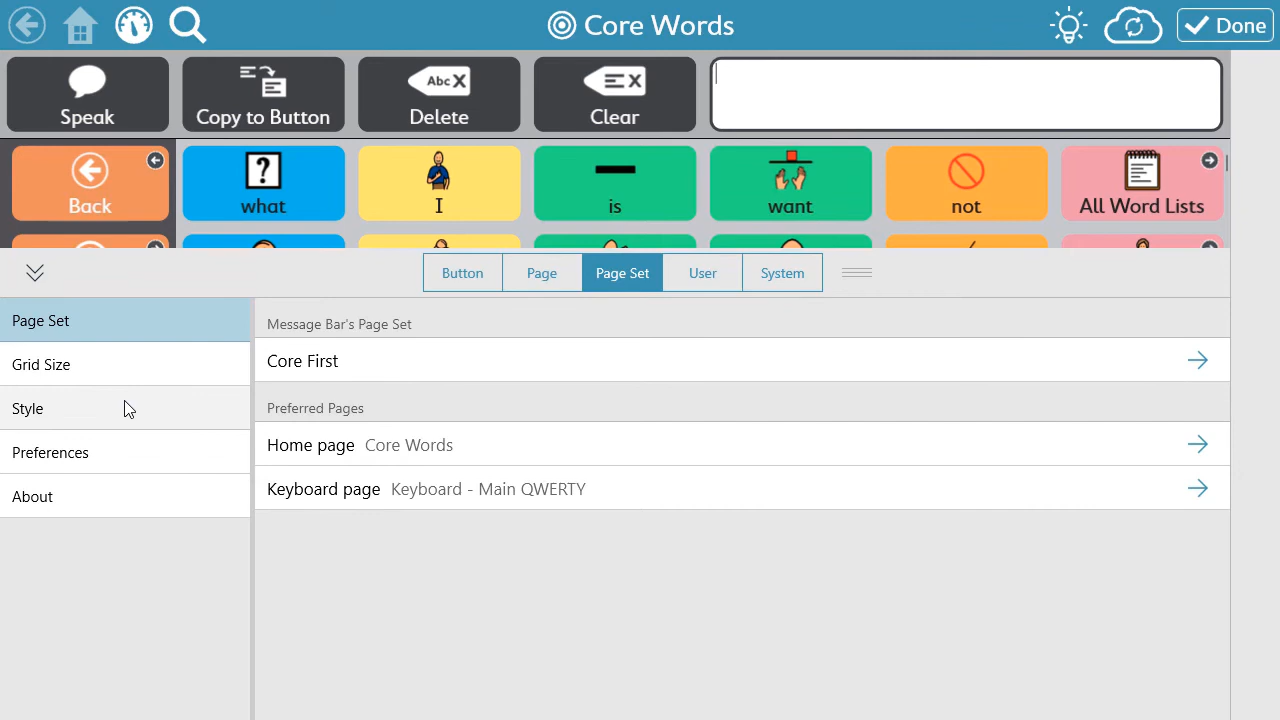 Core Words
Done
Speak
Copy to Button
Abc X
Delete
Clear
Back
?
what
I
is
want
not
All Word Lists
Button
Page
Page Set
User
System
Page Set
Grid Size
Style
Preferences
About
Message Bar's Page Set
Core First
Preferred Pages
Home page Core Words
Keyboard page Keyboard - Main QWERTY